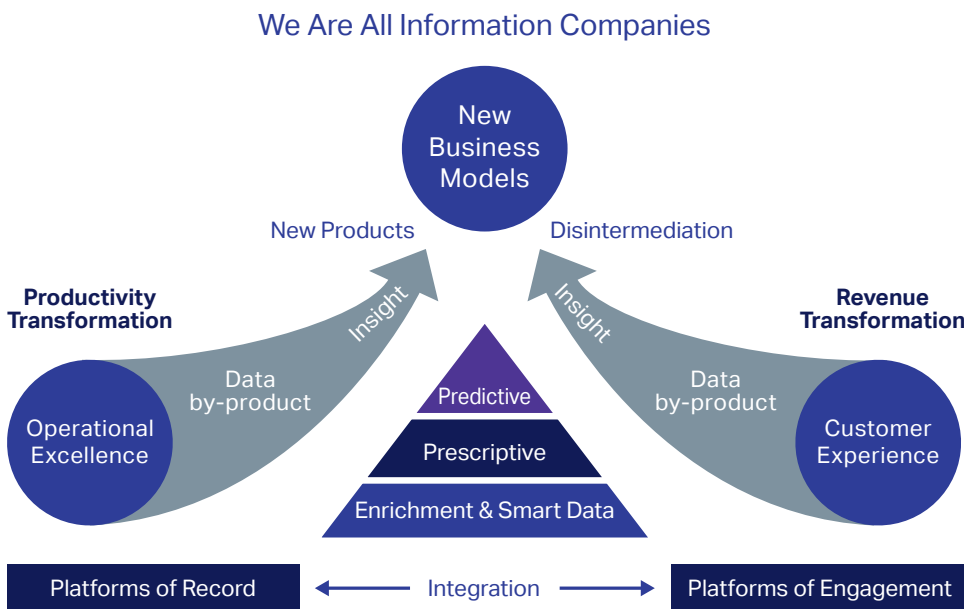 We Are All Information Companies
New
Business
Models
New Products
Disintermediation
Productivity
Transformation
Revenue
Transformation
Insight
Insight
Data
by-product
Data
by-product
Operational
Excellence
Customer
Experience
Predictive
Prescriptive
Enrichment & Smart Data
Platforms of Record
Integration
Platforms of Engagement